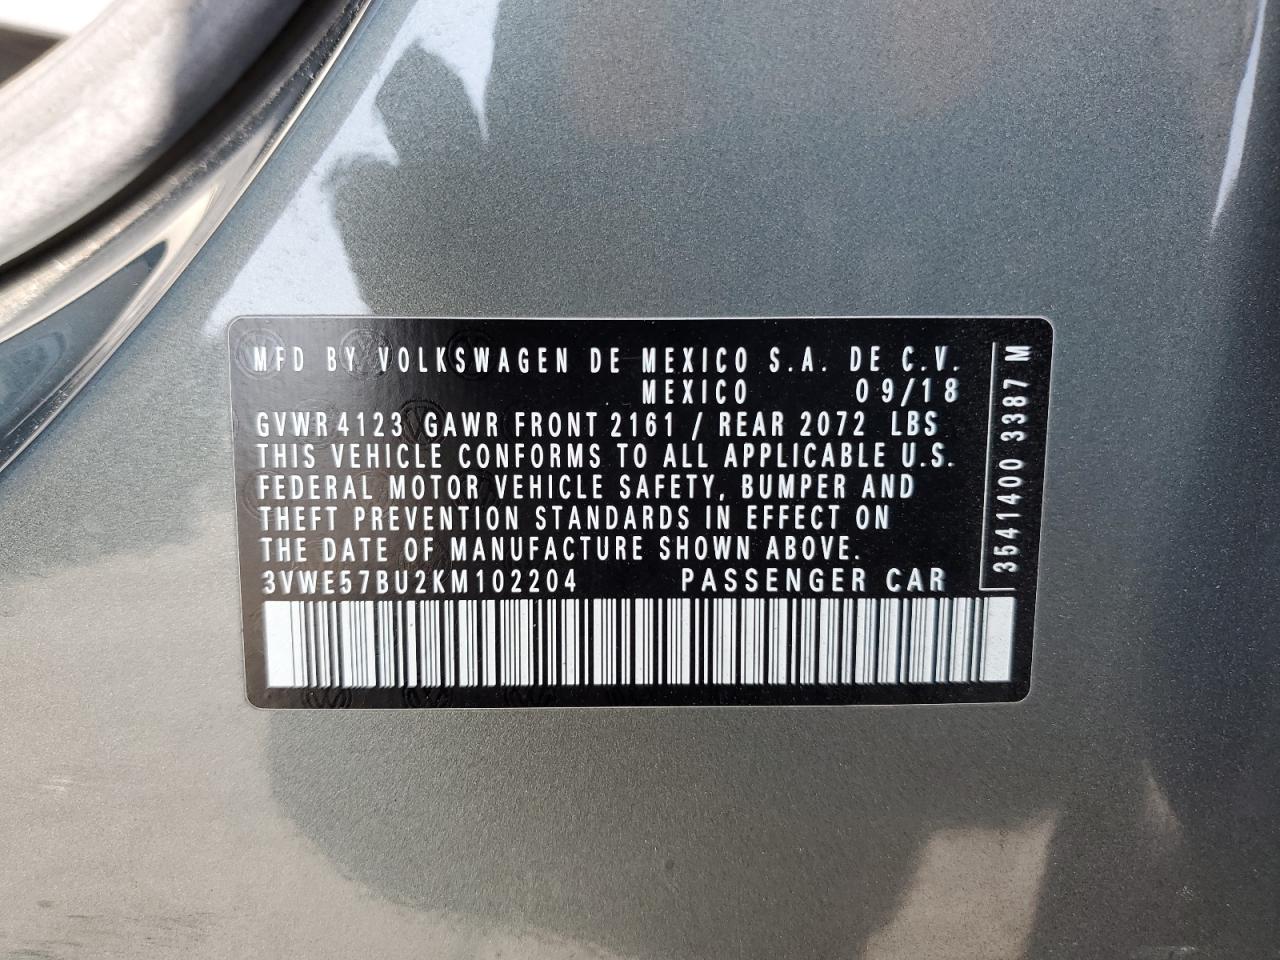 MFD BY VOLKSWAGEN DE MEXICO S.A. DE C.V.
MEXICO 09/18
GVWR 4123 GAWR FRONT 2161 / REAR 2072 LBS
THIS VEHICLE CONFORMS TO ALL APPLICABLE U.S.
FEDERAL MOTOR VEHICLE SAFETY, BUMPER AND
THEFT PREVENTION STANDARDS IN EFFECT ON
THE DATE OF MANUFACTURE SHOWN ABOVE.
3VWE57BU2KM102204 PASSENGER CAR
3541400 3387 M